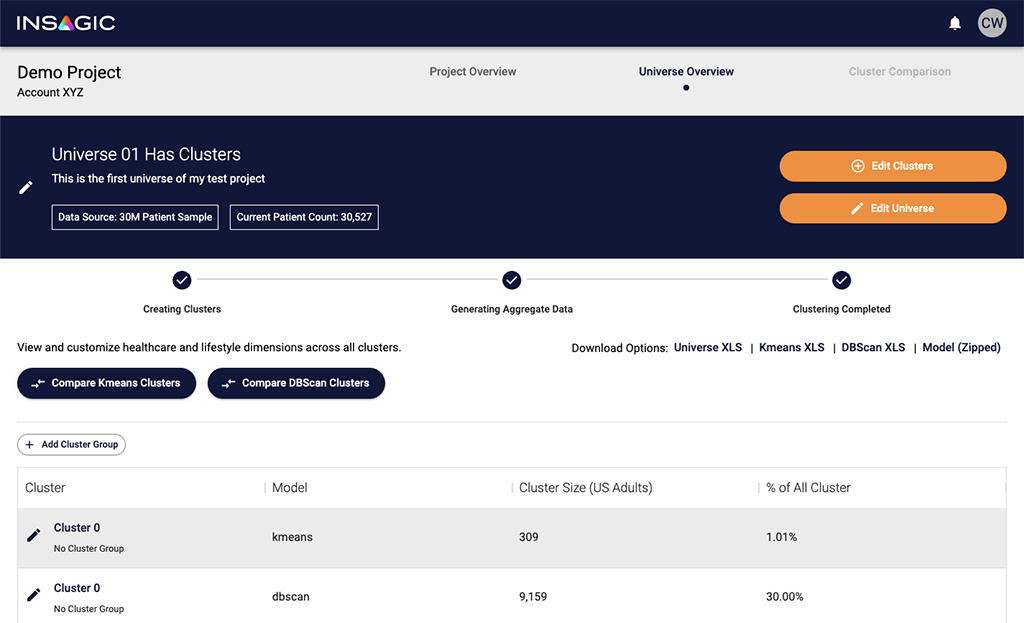 INSAGIC
CW
Demo Project
Account XYZ
Project Overview
Universe Overview
Cluster Comparison
Universe 01 Has Clusters
This is the first universe of my test project
Data Source: 30M Patient Sample
Current Patient Count: 30,527
Edit Clusters
Edit Universe
Creating Clusters
Generating Aggregate Data
Clustering Completed
View and customize healthcare and lifestyle dimensions across all clusters.
Download Options: Universe XLS | Kmeans XLS | DBScan XLS | Model (Zipped)
Compare Kmeans Clusters
Compare DBScan Clusters
+ Add Cluster Group
Cluster | Model | Cluster Size (US Adults) | % of All Cluster
Cluster 0
No Cluster Group
kmeans
309
1.01%
Cluster 0
No Cluster Group
dbscan
9,159
30.00%